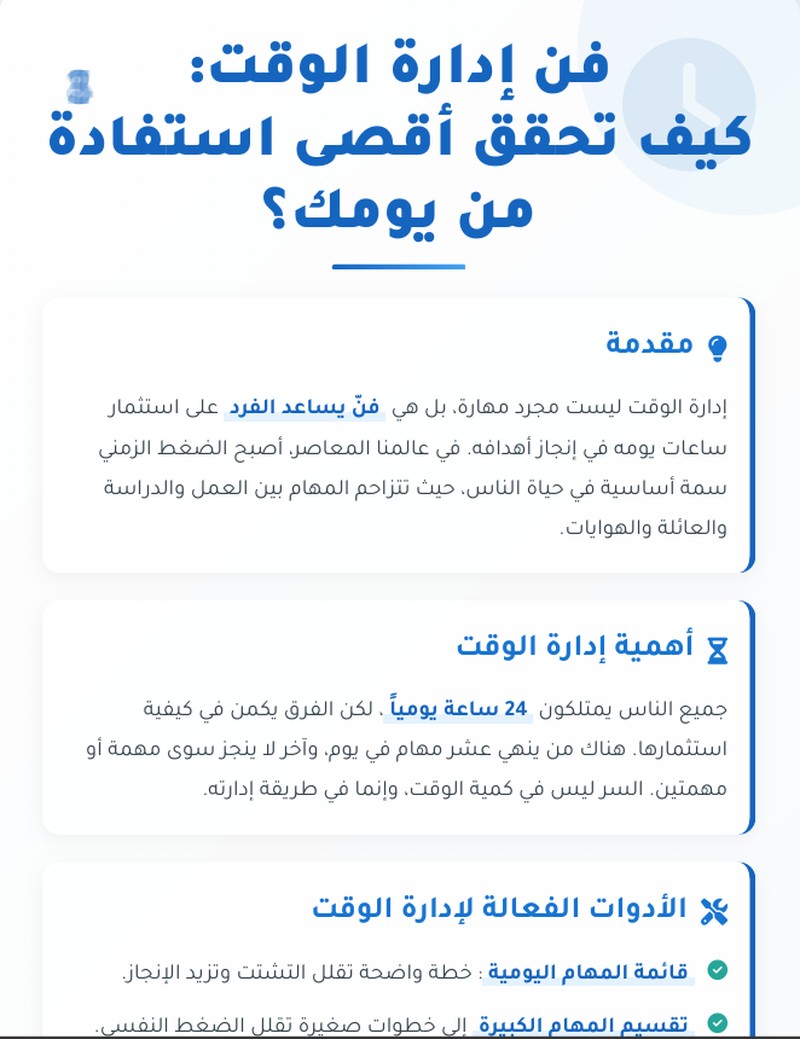 فن إدارة الوقت:
كيف تحقق أقصى استفادة
من يومك؟
مقدمة
إدارة الوقت ليست مجرد مهارة، بل هي فنّ يساعد الفرد على استثمار
ساعات يومه في إنجاز أهدافه. في عالمنا المعاصر، أصبح الضغط الزمني
سمة أساسية في حياة الناس، حيث تتزاحم المهام بين العمل والدراسة
والعائلة والهوايات.
أهمية إدارة الوقت
جميع الناس يمتلكون 24 ساعة يومياً، لكن الفرق يكمن في كيفية
استثمارها. هناك من ينهي عشر مهام في يوم، وآخر لا ينجز سوى مهمة أو
مهمتين. السر ليس في كمية الوقت، وإنما في طريقة إدارته.
الأدوات الفعالة لإدارة الوقت
قائمة المهام اليومية: خطة واضحة تقلل التشتت وتزيد الإنجاز.
تقسيم المهام الكبيرة إلى خطوات صغيرة تقلل الضغط النفسي.